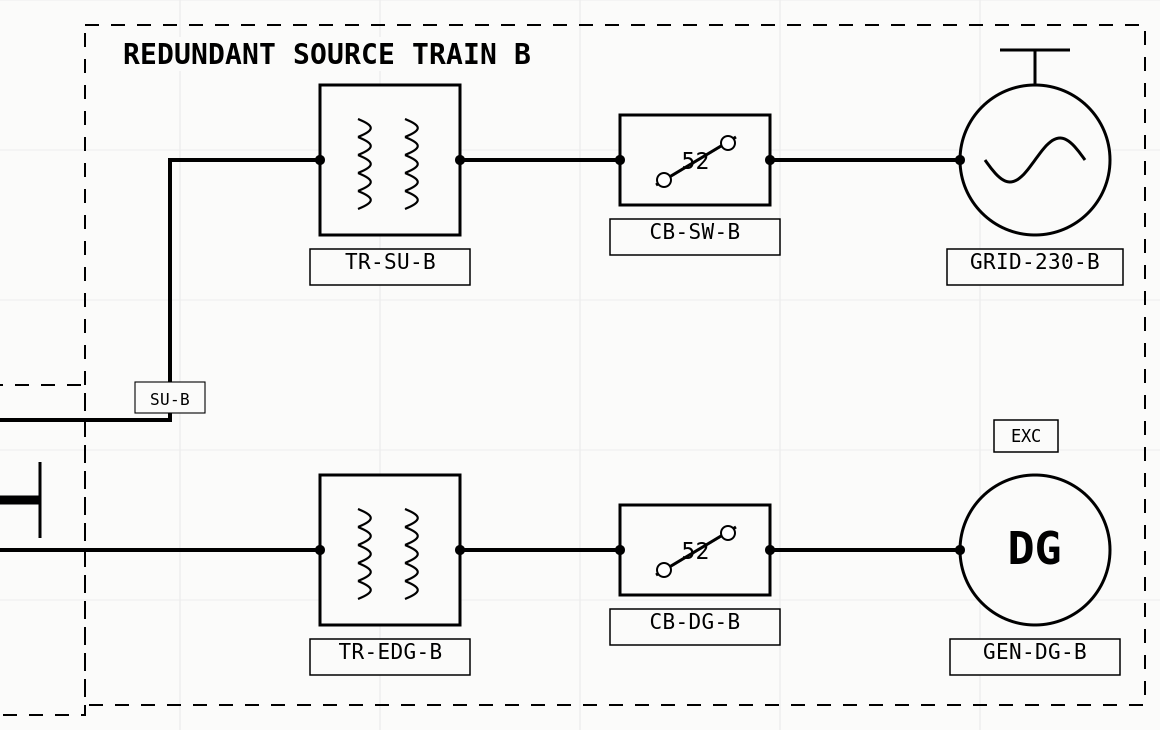 REDUNDANT SOURCE TRAIN B
52
TR-SU-B
CB-SW-B
GRID-230-B
SU-B
EXC
52
DG
TR-EDG-B
CB-DG-B
GEN-DG-B